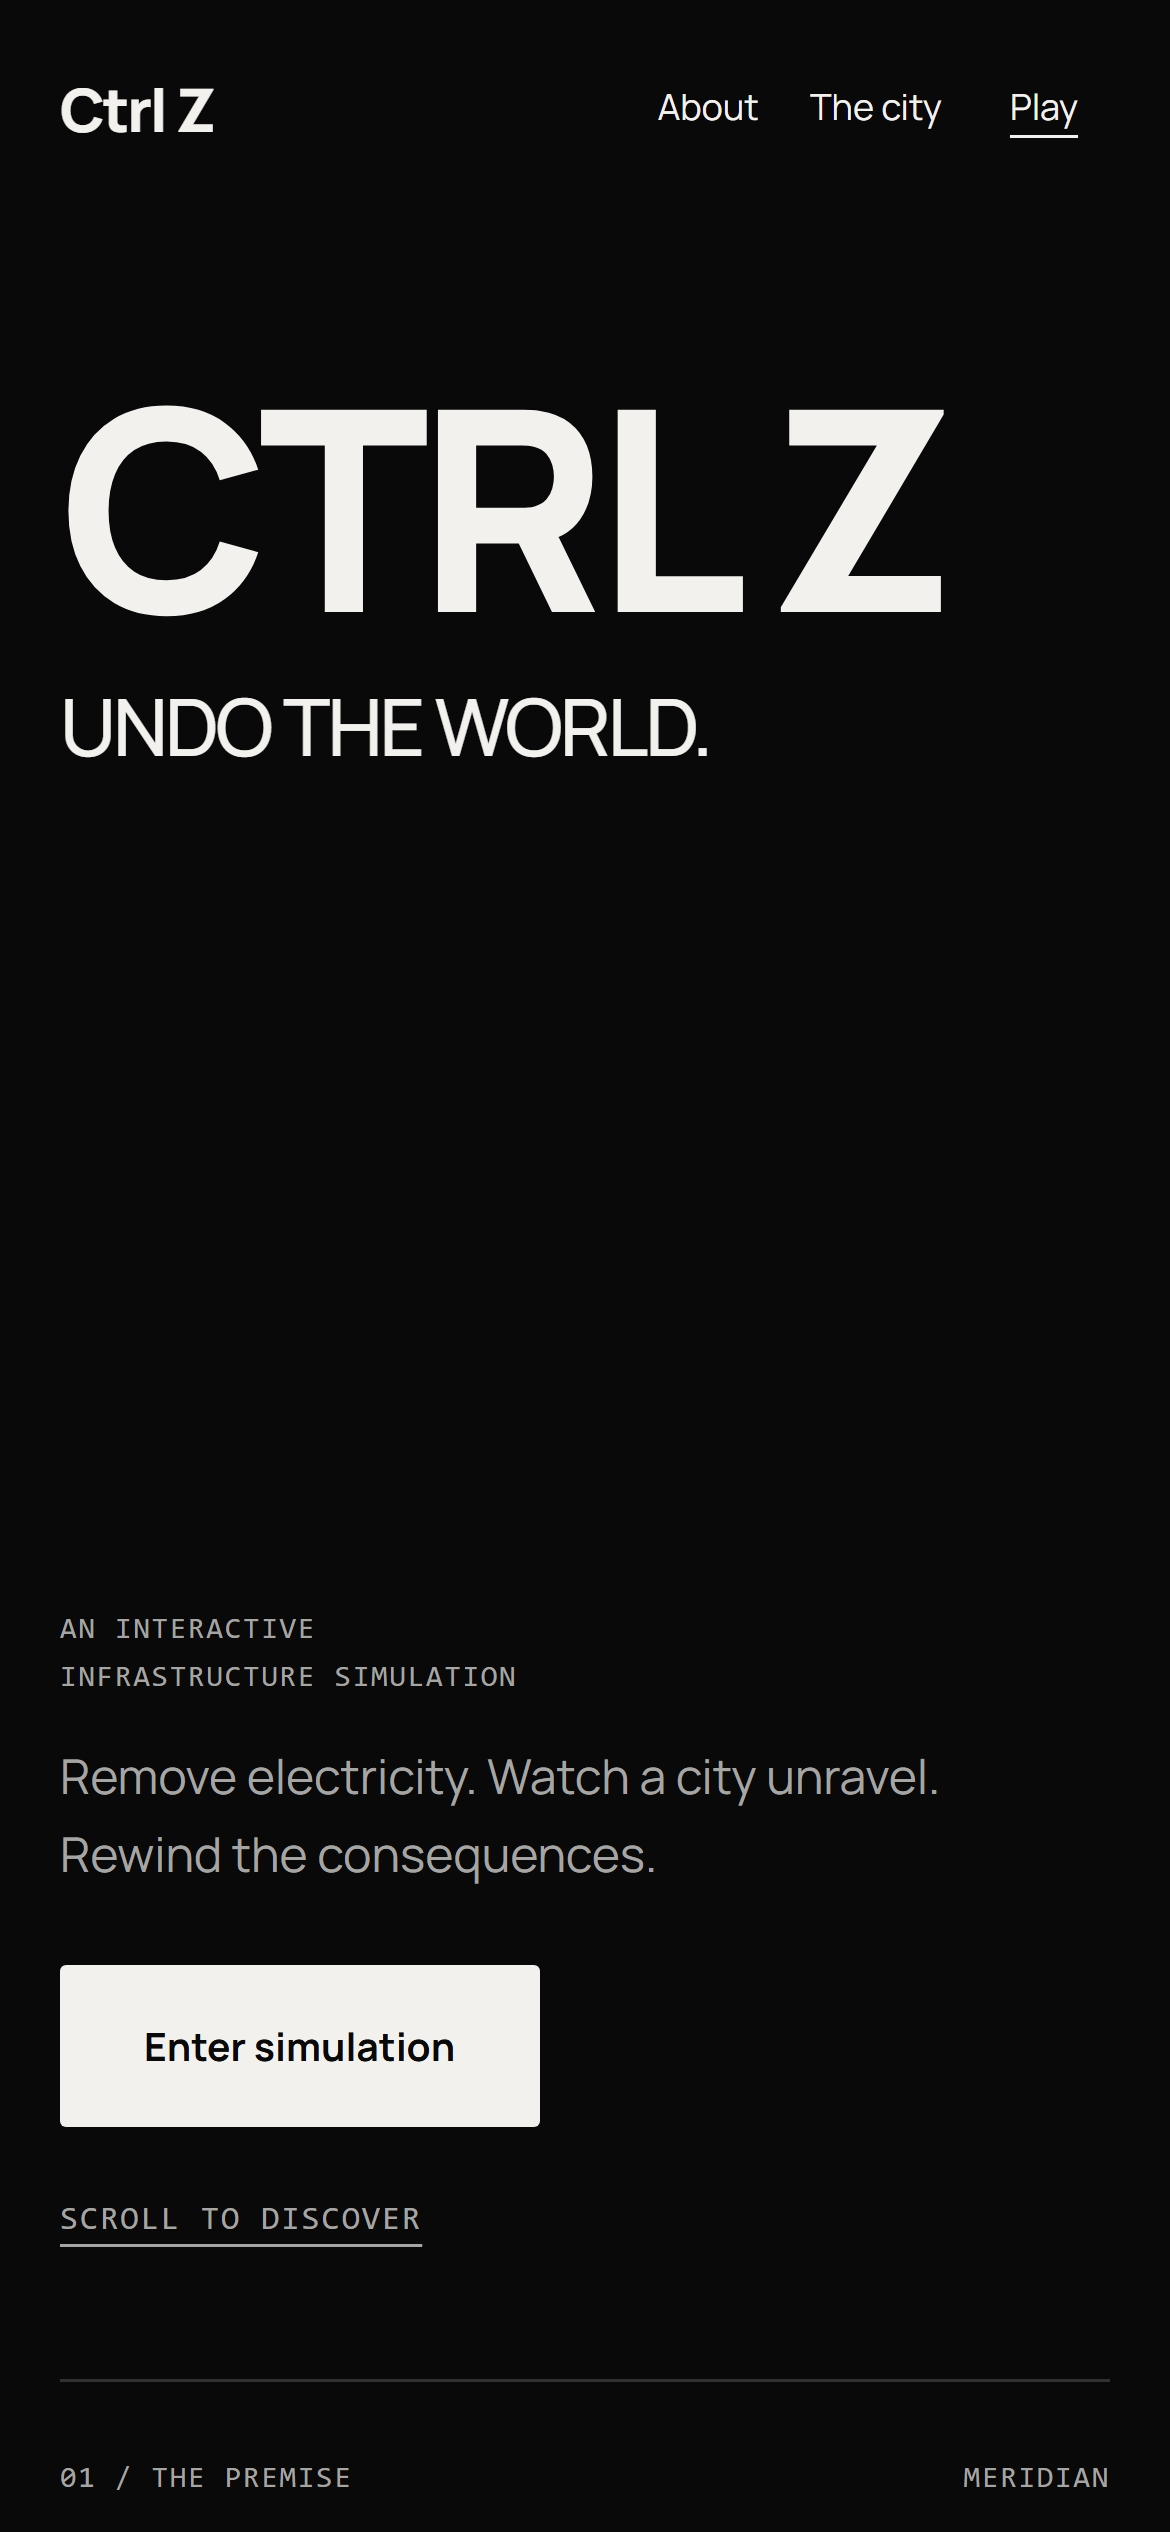 Ctrl Z
About The city Play
CTRL Z
UNDO THE WORLD.
AN INTERACTIVE
INFRASTRUCTURE SIMULATION
Remove electricity. Watch a city unravel.
Rewind the consequences.
Enter simulation
SCROLL TO DISCOVER
01 / THE PREMISE
MERIDIAN